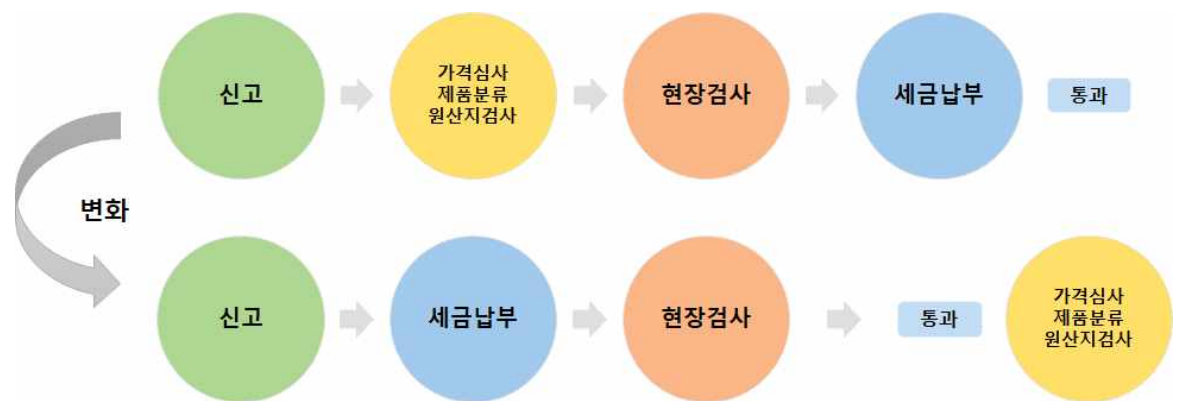 신고
가격심사
제품분류
원산지검사
현장검사
세금납부
통과
변화
신고
세금납부
현장검사
통과
가격심사
제품분류
원산지검사